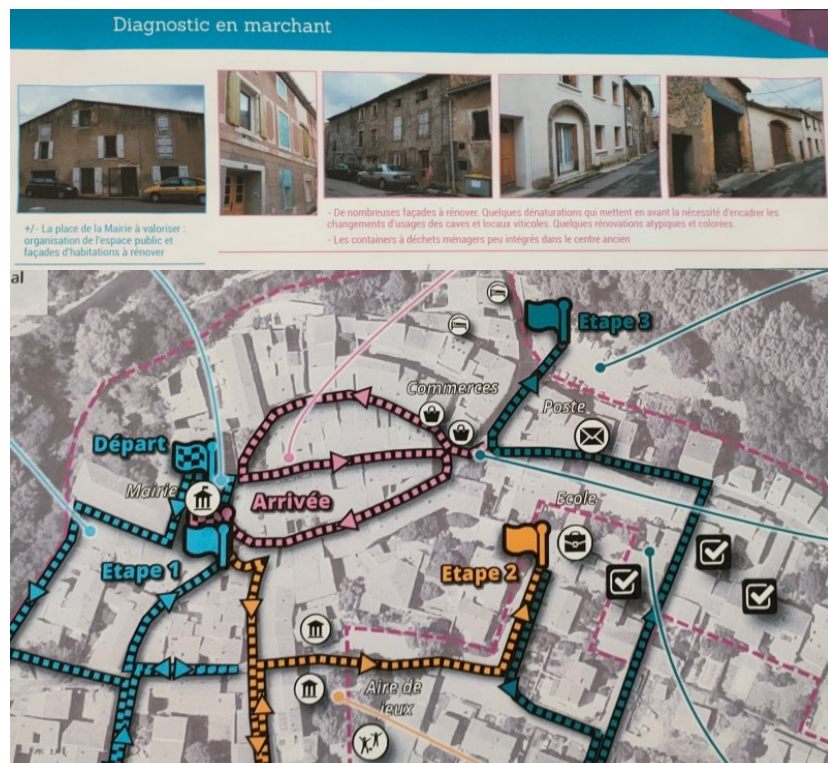 Diagnostic en marchant
+/- La place de la Mairie à valoriser :
organisation de l'espace public et
façades d'habitations à rénover
- De nombreuses façades à rénover. Quelques dénaturations qui mettent en avant la nécessité d'encadrer les
changements d'usages des caves et locaux viticoles. Quelques rénovations atypiques et colorées.
- Les containers à déchets ménagers peu intégrés dans le centre ancien
al
Etape 3
Commerces
Poste
Départ
Mairie
Arrivée
Ecole
Etape 1
Etape 2
Aire de
jeux